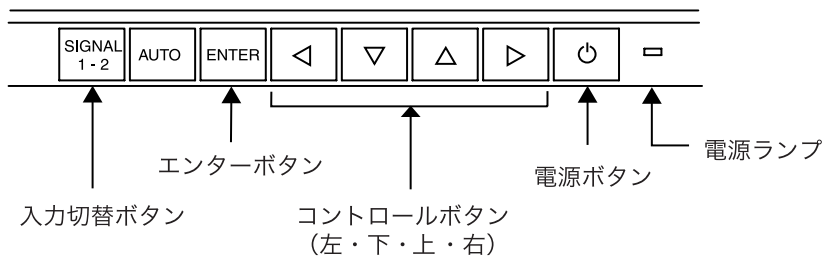 SIGNAL
1 - 2
AUTO
ENTER
エンターボタン
電源ボタン
電源ランプ
入力切替ボタン
コントロールボタン
（左・下・上・右）